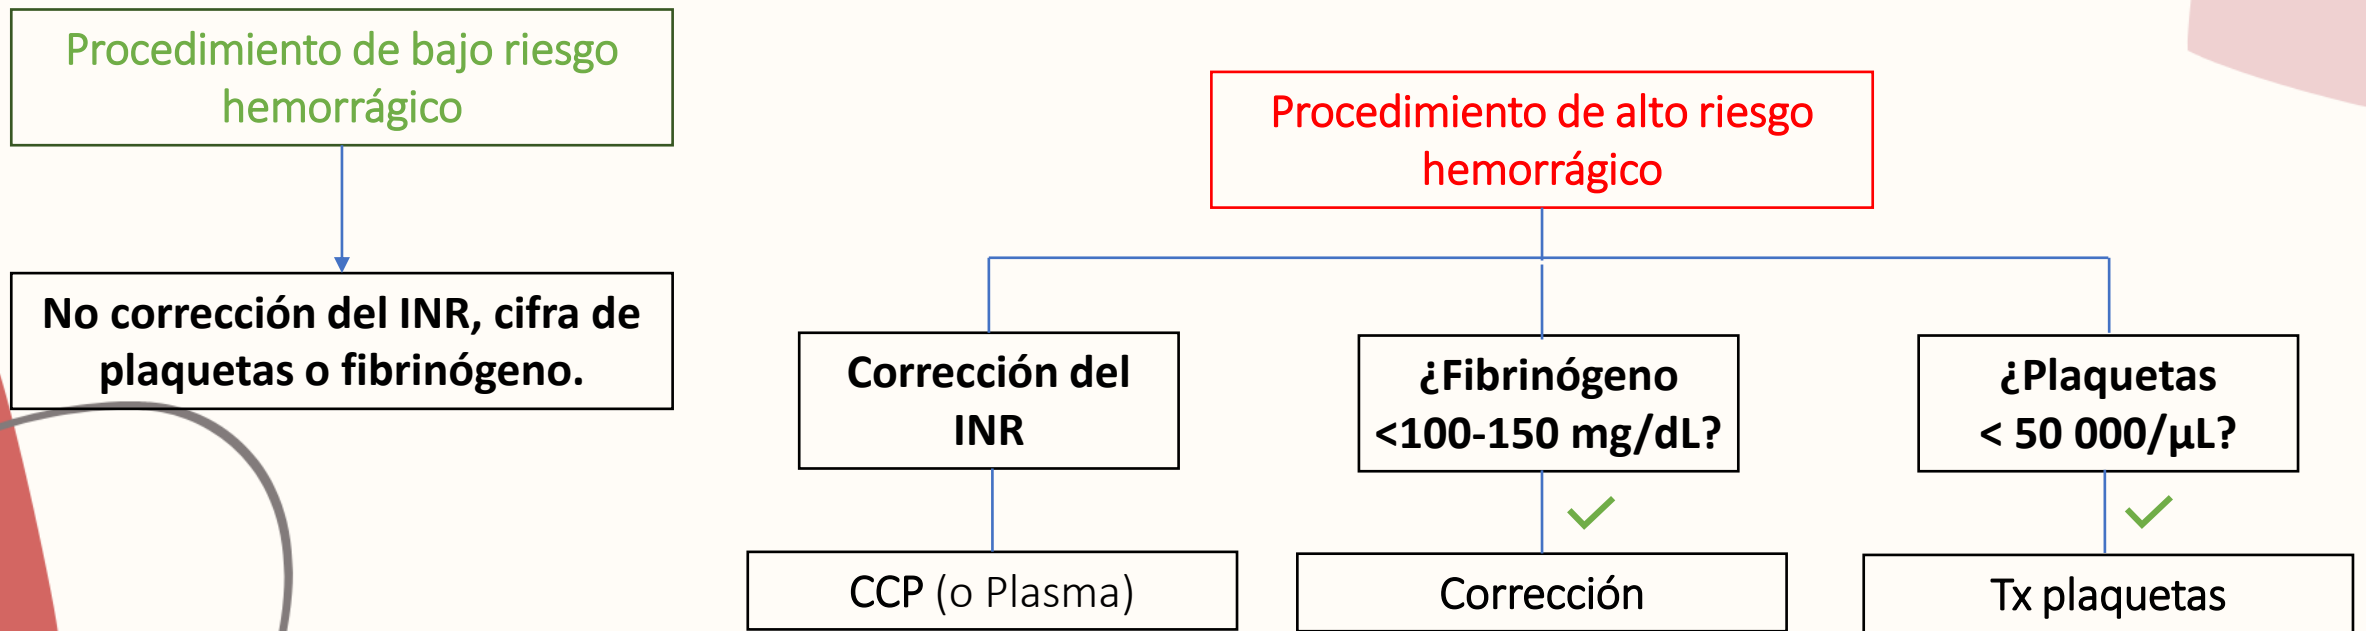 Procedimiento de bajo riesgo
hemorrágico
No corrección del INR, cifra de
plaquetas o fibrinógeno.
Procedimiento de alto riesgo
hemorrágico
Corrección del
INR
CCP (o Plasma)
¿Fibrinógeno
<100-150 mg/dL?
Corrección
¿Plaquetas
< 50 000/µL?
Tx plaquetas